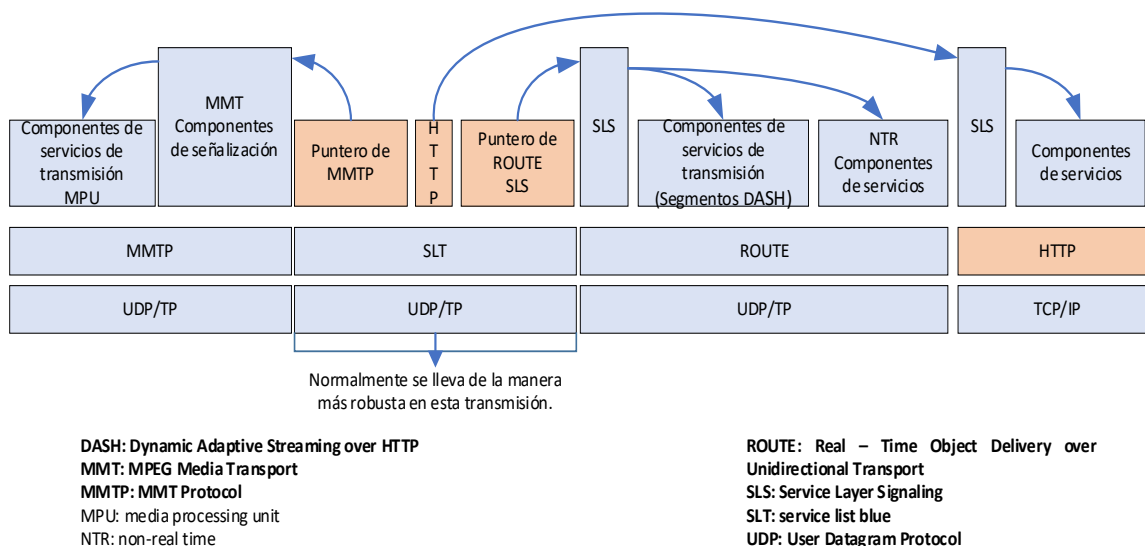 Componentes de
servicios de
transmisión
MPU
MMT
Componentes
de señalización
Puntero de
MMTP
H
T
T
P
Puntero de
ROUTE
SLS
SLS
Componentes de
servicios de
transmisión
(Segmentos DASH)
NTR
Componentes
de servicios
SLS
Componentes
de servicios
MMTP
SLT
ROUTE
HTTP
UDP/TP
UDP/TP
UDP/TP
TCP/IP
Normalmente se lleva de la manera
más robusta en esta transmisión.
DASH: Dynamic Adaptive Streaming over HTTP
MMT: MPEG Media Transport
MMTP: MMT Protocol
MPU: media processing unit
NTR: non-real time
ROUTE: Real – Time Object Delivery over
Unidirectional Transport
SLS: Service Layer Signaling
SLT: service list blue
UDP: User Datagram Protocol